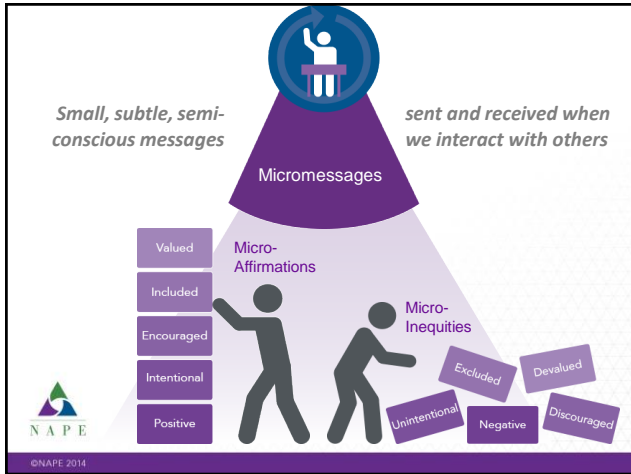 Small, subtle, semi-
conscious messages
sent and received when
we interact with others
Micromessages
Micro-
Affirmations
Valued
Included
Encouraged
Intentional
Positive
Micro-
Inequities
Excluded
Devalued
Unintentional
Negative
Discouraged
NAPE
©NAPE 2014